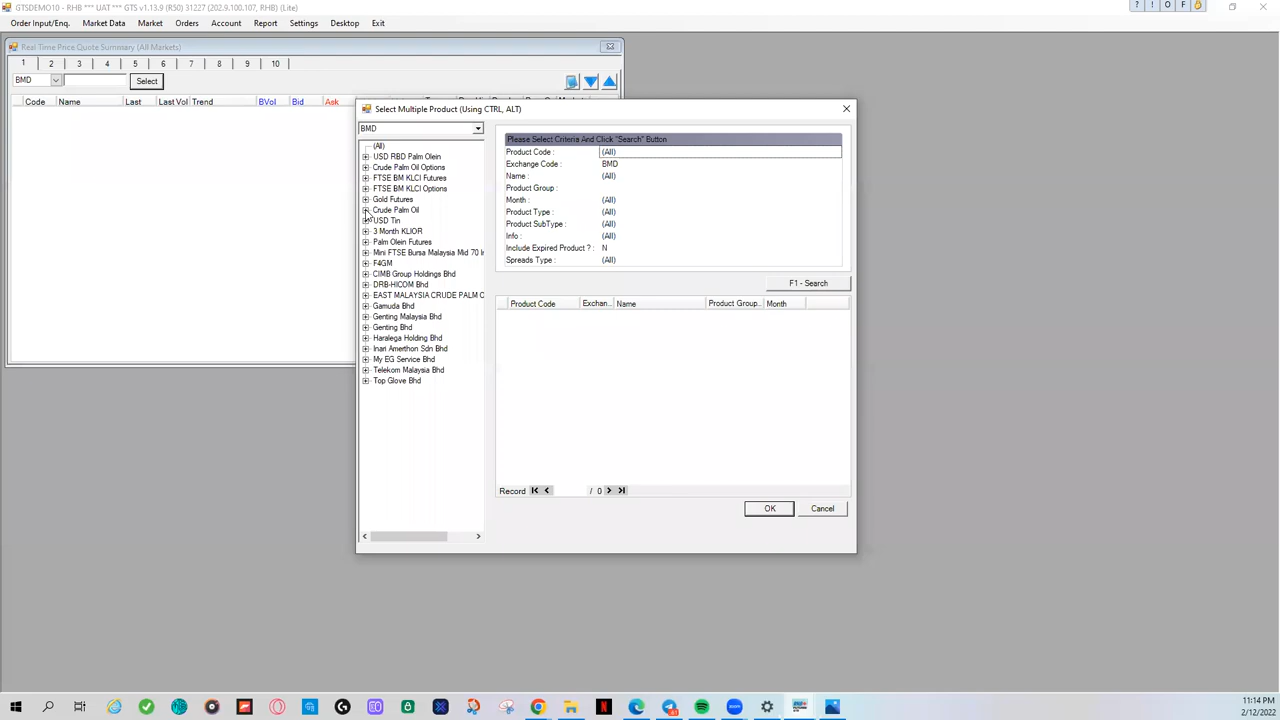 GTSDEMO10 - RHB *** UAT *** GTS v1.13.9 (R50) 31227 (202.9.100.107, RHB) (Lite)
? ! O F
Order Input/Enq. Market Data Market Orders Account Report Settings Desktop Exit
Real Time Price Quote Summary (All Markets)
1 2 3 4 5 6 7 8 9 10
BMD Select
Code Name Last Last Vol Trend BVol Bid Ask
Select Multiple Product (Using CTRL, ALT)
BMD
(All)
USD RBD Palm Olein
Crude Palm Oil Options
FTSE BM KLCI Futures
FTSE BM KLCI Options
Gold Futures
Crude Palm Oil
USD Tin
3 Month KLIOR
Palm Olein Futures
Mini FTSE Bursa Malaysia Mid 70 I
F4GM
CIMB Group Holdings Bhd
DRB-HICOM Bhd
EAST MALAYSIA CRUDE PALM O
Gamuda Bhd
Genting Malaysia Bhd
Genting Bhd
Haralega Holding Bhd
Inari Amerthon Sdn Bhd
My EG Service Bhd
Telekom Malaysia Bhd
Top Glove Bhd
Please Select Criteria And Click "Search" Button
Product Code : (All)
Exchange Code : BMD
Name : (All)
Product Group :
Month : (All)
Product Type : (All)
Product SubType : (All)
Info : (All)
Include Expired Product ? : N
Spreads Type : (All)
F1 - Search
Product Code Exchan... Name Product Group... Month
Record / 0
OK Cancel
11:14 PM
2/12/2022